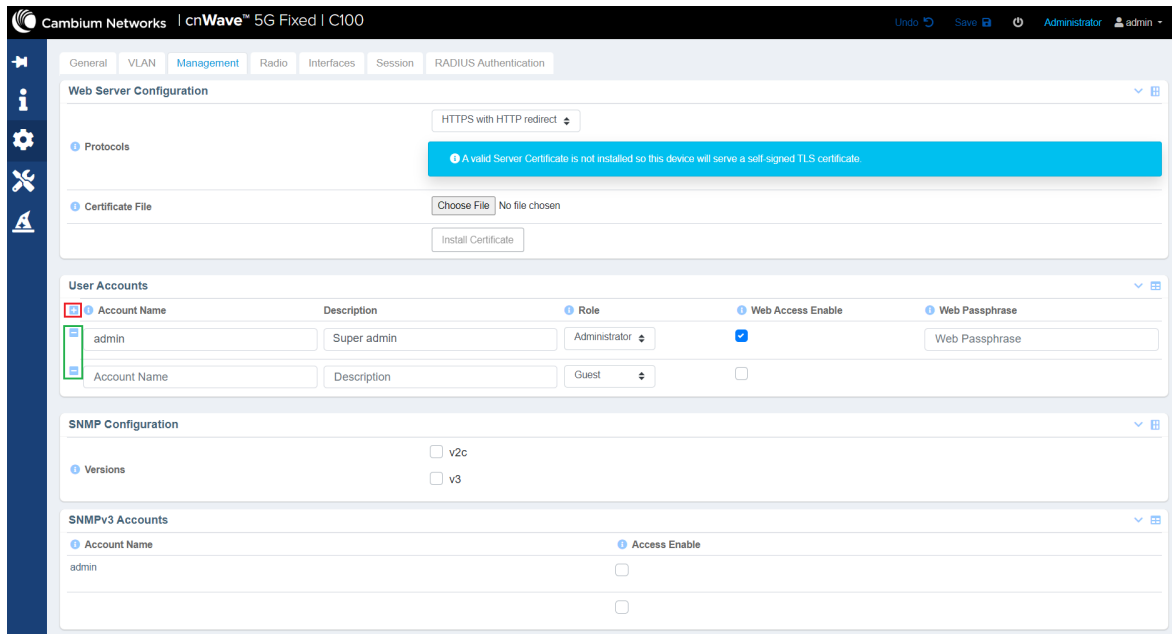 Cambium Networks | cnWave™ 5G Fixed | C100
Undo Save Administrator admin
General VLAN Management Radio Interfaces Session RADIUS Authentication
Web Server Configuration
HTTPS with HTTP redirect
Protocols
A valid Server Certificate is not installed so this device will serve a self-signed TLS certificate.
Certificate File Choose File No file chosen
Install Certificate
User Accounts
Account Name Description Role Web Access Enable Web Passphrase
admin Super admin Administrator Web Passphrase
Account Name Description Guest
SNMP Configuration
v2c
Versions
v3
SNMPv3 Accounts
Account Name Access Enable
admin